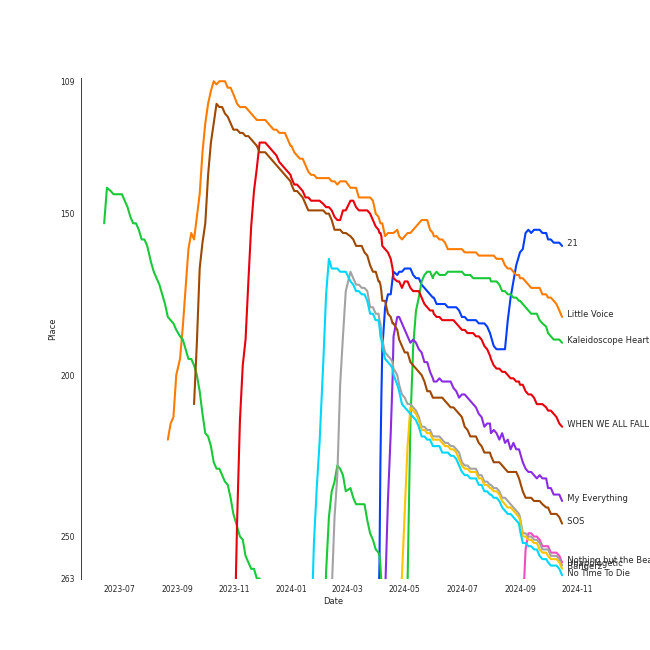 109
150
200
250
263
Place
2023-07
2023-09
2023-11
2024-01
2024-03
2024-05
2024-07
2024-09
2024-11
Date
21
Little Voice
Kaleidoscope Heart
WHEN WE ALL FALL
My Everything
SOS
Nothing but the Bea
No Time To Die